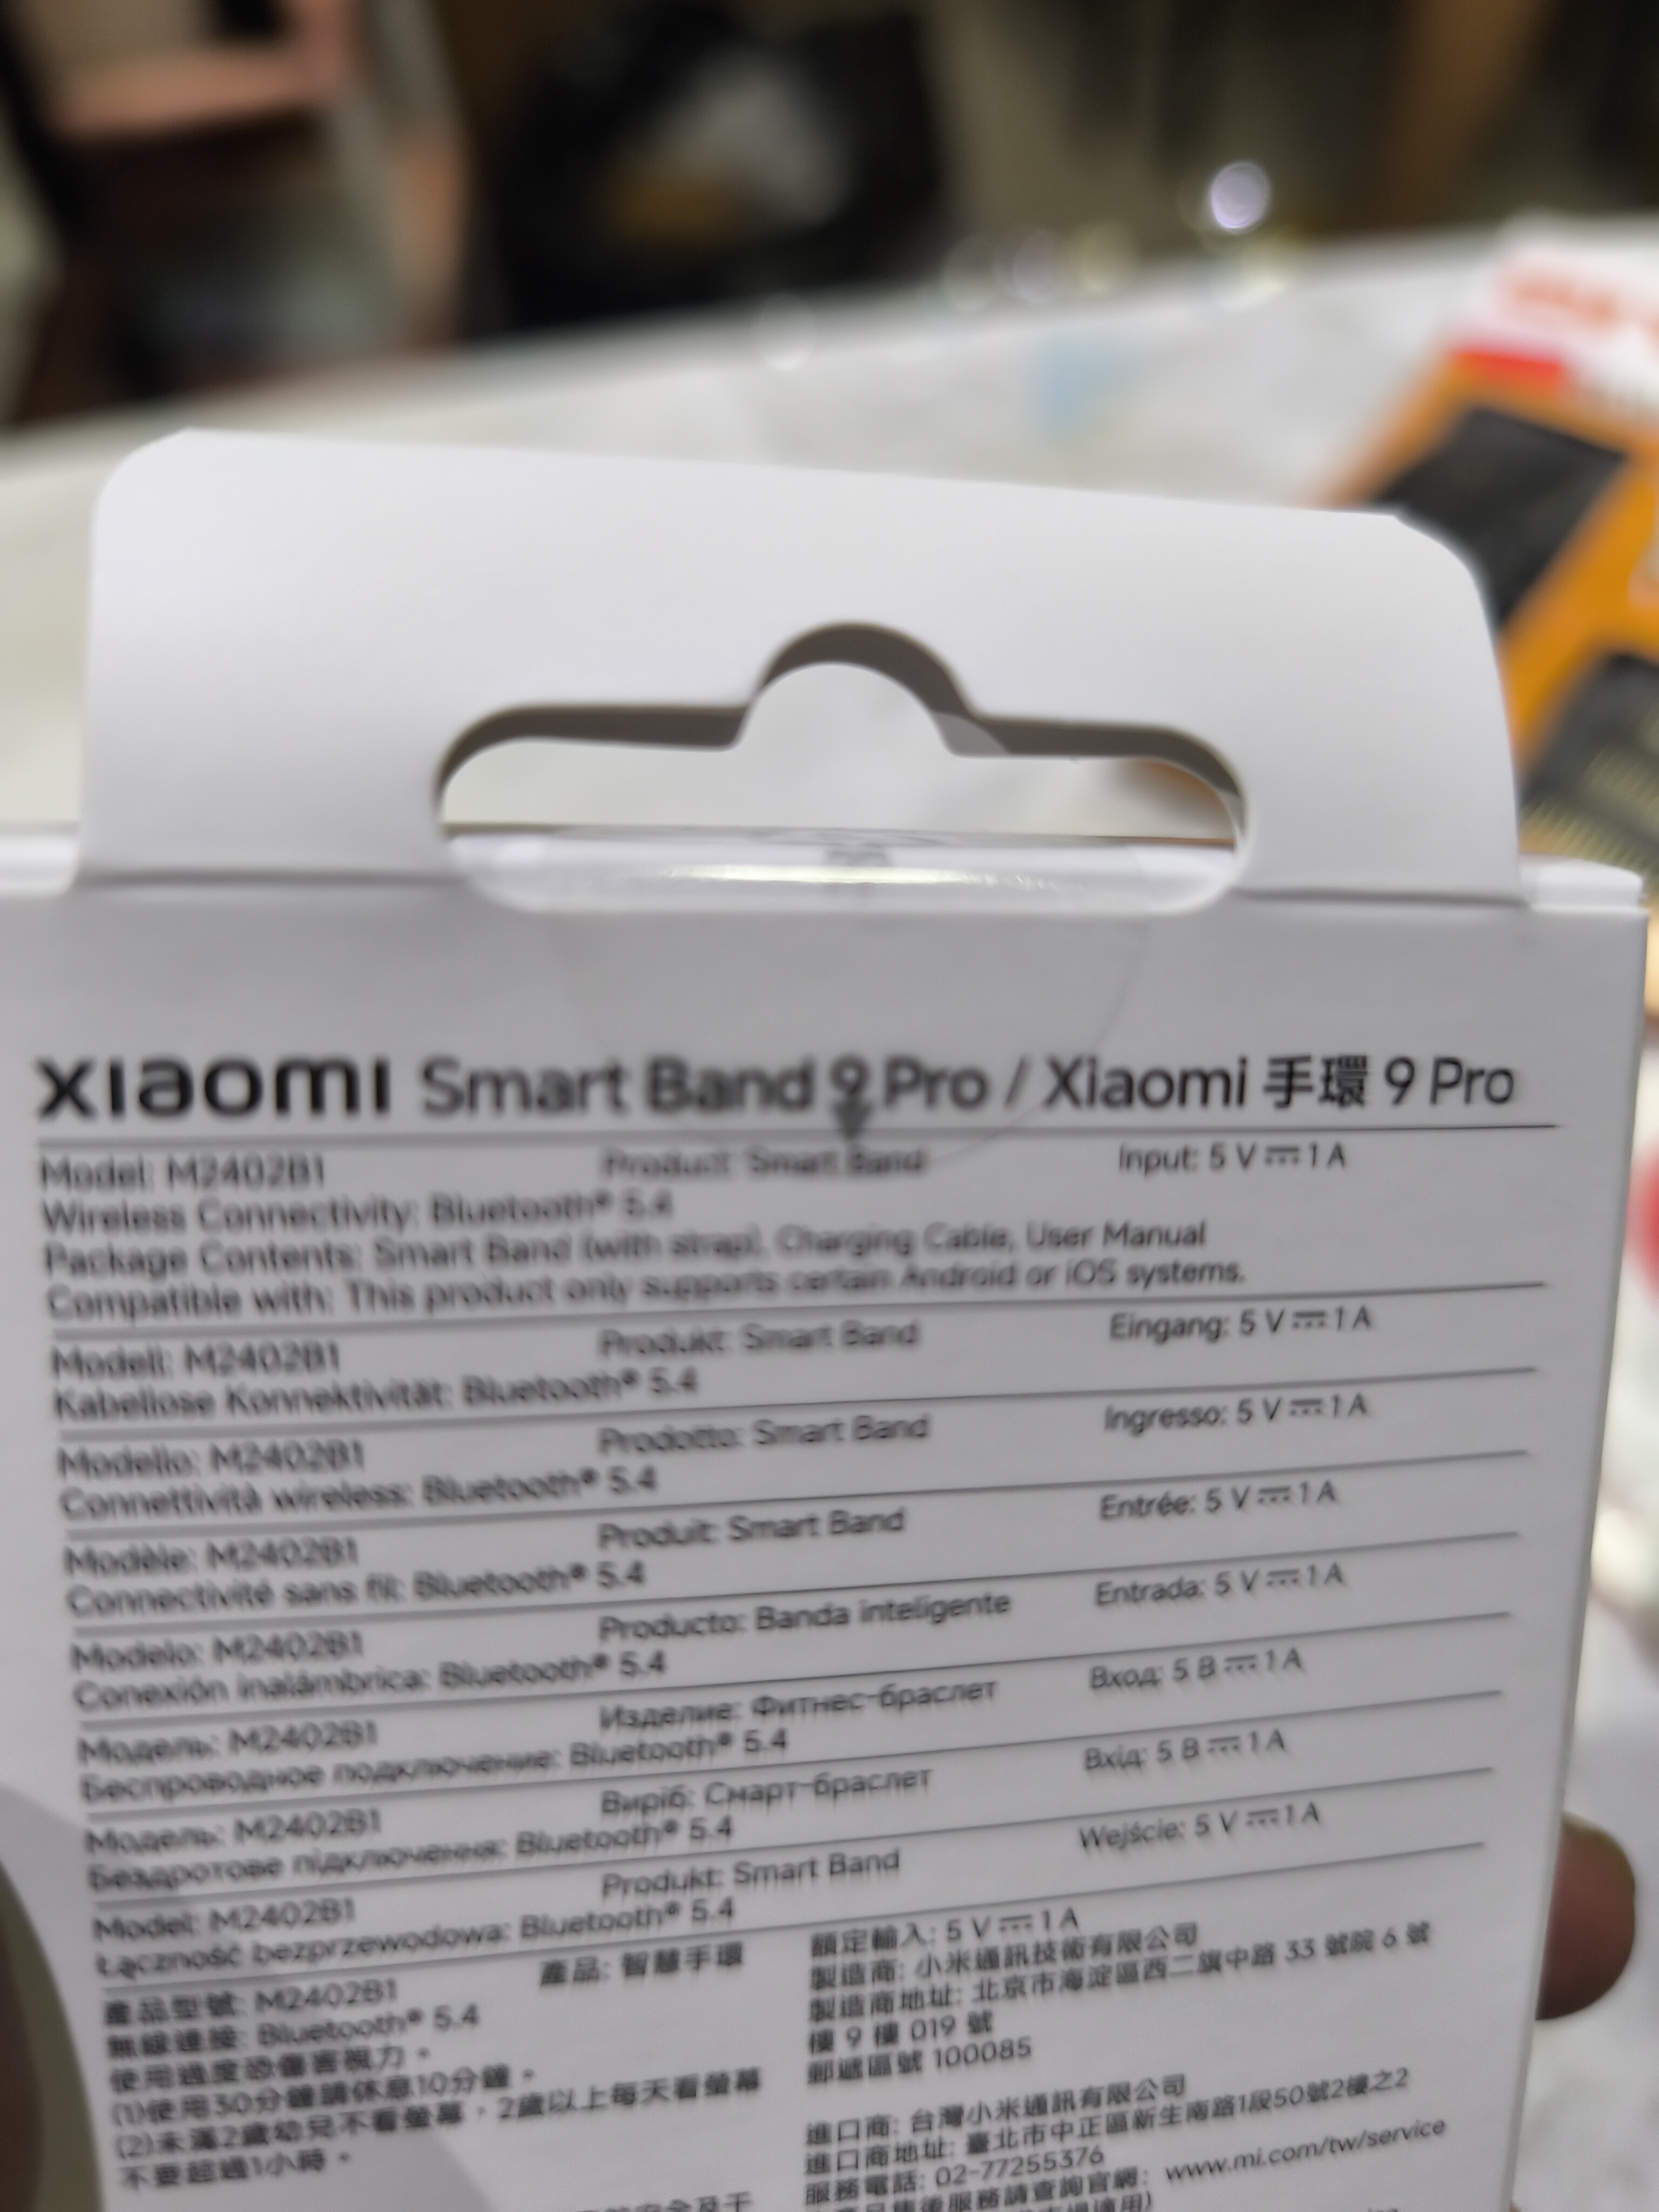 xiaomi Smart Band 9 Pro / Xiaomi 手環 9 Pro
Model: M2402B1 Product: Smart Band Input: 5 V⎓1 A
Wireless Connectivity: Bluetooth® 5.4
Package Contents: Smart Band (with strap), Charging Cable, User Manual
Compatible with: This product only supports certain Android or iOS systems.
Modell: M2402B1 Produkt: Smart Band Eingang: 5 V⎓1 A
Kabellose Konnektivität: Bluetooth® 5.4
Modello: M2402B1 Prodotto: Smart Band Ingresso: 5 V⎓1 A
Connettività wireless: Bluetooth® 5.4
Modèle: M2402B1 Produit: Smart Band Entrée: 5 V⎓1 A
Connectivité sans fil: Bluetooth® 5.4
Modelo: M2402B1 Producto: Banda inteligente Entrada: 5 V⎓1 A
Conexión inalámbrica: Bluetooth® 5.4
Модель: M2402B1 Изделие: Фитнес-браслет Вход: 5 В⎓1 А
Беспроводное подключение: Bluetooth® 5.4
Модель: M2402B1 Виріб: Смарт-браслет Вхід: 5 В⎓1 А
Бездротове підключення: Bluetooth® 5.4
Model: M2402B1 Produkt: Smart Band Wejście: 5 V⎓1 A
Łączność bezprzewodowa: Bluetooth® 5.4
產品型號: M2402B1 產品: 智慧手環
無線連接: Bluetooth® 5.4
使用過度恐傷害視力。
(1)使用30分鐘請休息10分鐘。
(2)未滿2歲幼兒不看螢幕，2歲以上每天看螢幕
不要超過1小時。
額定輸入: 5 V⎓1 A
製造商: 小米通訊技術有限公司
製造商地址: 北京市海淀區西二旗中路 33 號院 6 號
樓 9 樓 019 號
郵遞區號 100085
進口商: 台灣小米通訊有限公司
進口商地址: 臺北市中正區新生南路1段50號2樓之2
服務電話: 02-77255376
售後服務請查詢官網: www.mi.com/tw/service